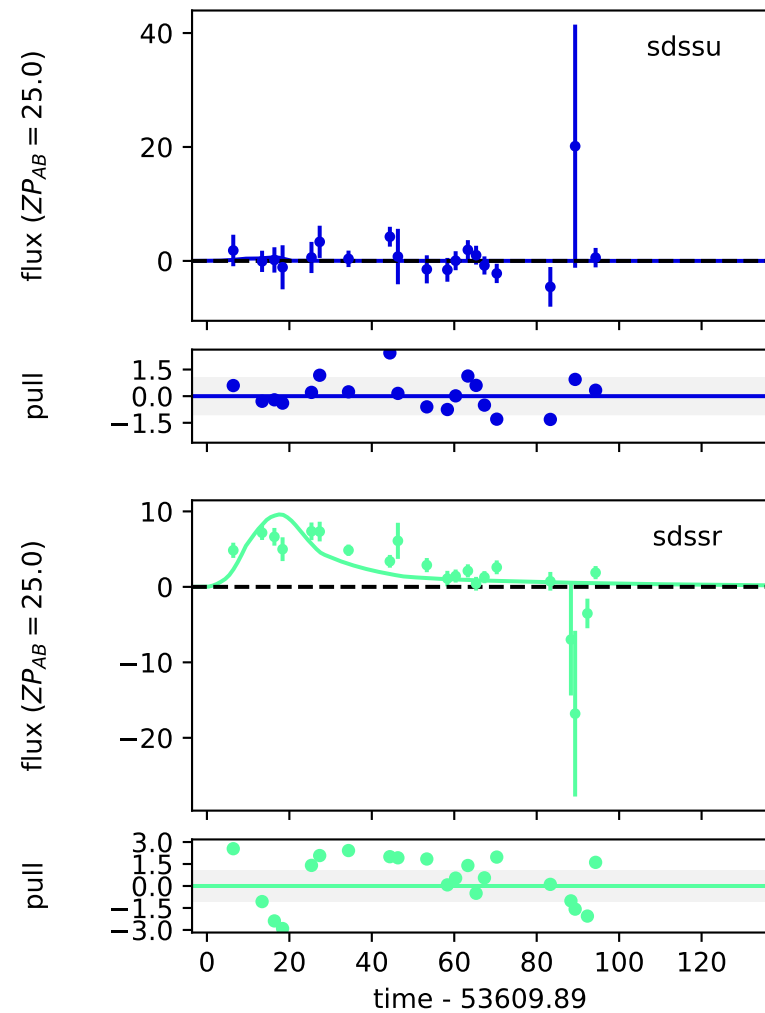 sdssu
flux (ZP_AB = 25.0)
40
20
0
pull
1.5
0.0
−1.5
sdssr
flux (ZP_AB = 25.0)
10
0
−10
−20
pull
3.0
1.5
0.0
−1.5
−3.0
0 20 40 60 80 100 120
time - 53609.89